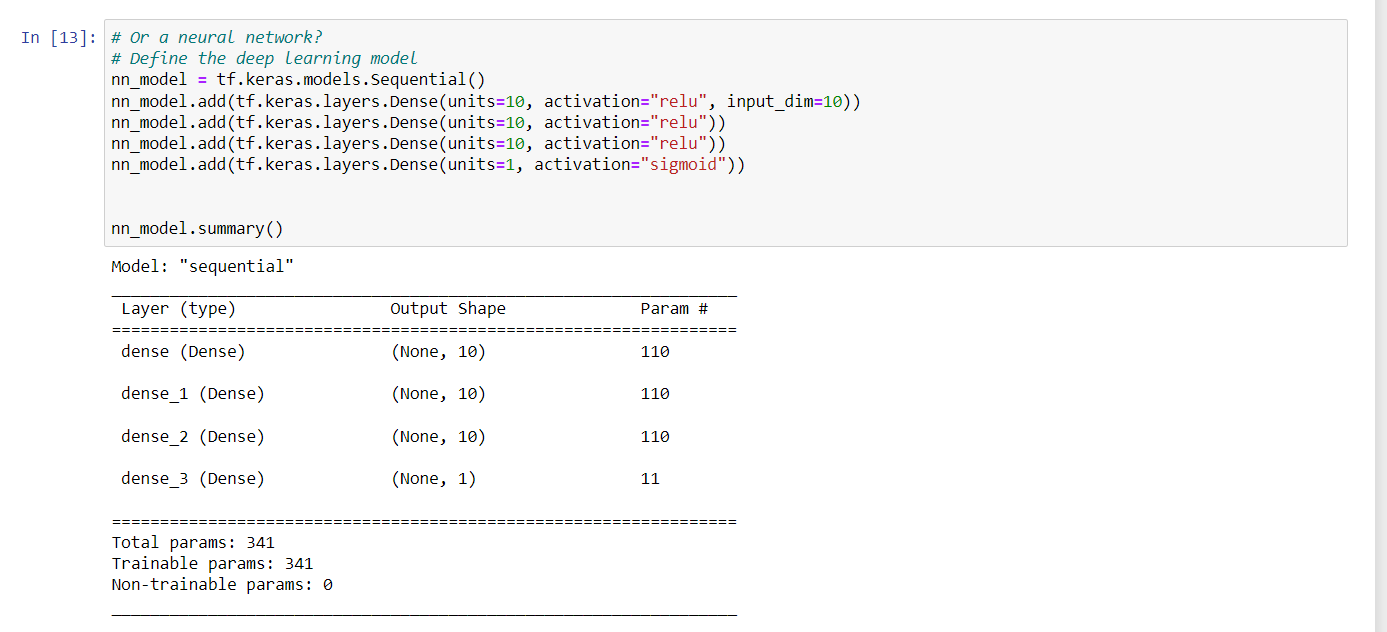 In [13]:
# Or a neural network?
# Define the deep learning model
nn_model = tf.keras.models.Sequential()
nn_model.add(tf.keras.layers.Dense(units=10, activation="relu", input_dim=10))
nn_model.add(tf.keras.layers.Dense(units=10, activation="relu"))
nn_model.add(tf.keras.layers.Dense(units=10, activation="relu"))
nn_model.add(tf.keras.layers.Dense(units=1, activation="sigmoid"))
nn_model.summary()
Model: "sequential"
_________________________________________________________________
Layer (type) Output Shape Param #
=================================================================
dense (Dense) (None, 10) 110
dense_1 (Dense) (None, 10) 110
dense_2 (Dense) (None, 10) 110
dense_3 (Dense) (None, 1) 11
=================================================================
Total params: 341
Trainable params: 341
Non-trainable params: 0
_________________________________________________________________